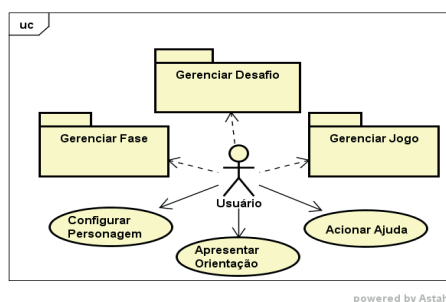 uc
Gerenciar Desafio
Gerenciar Fase
Gerenciar Jogo
Usuário
Configurar
Personagem
Apresentar
Orientação
Acionar Ajuda
powered by Astah